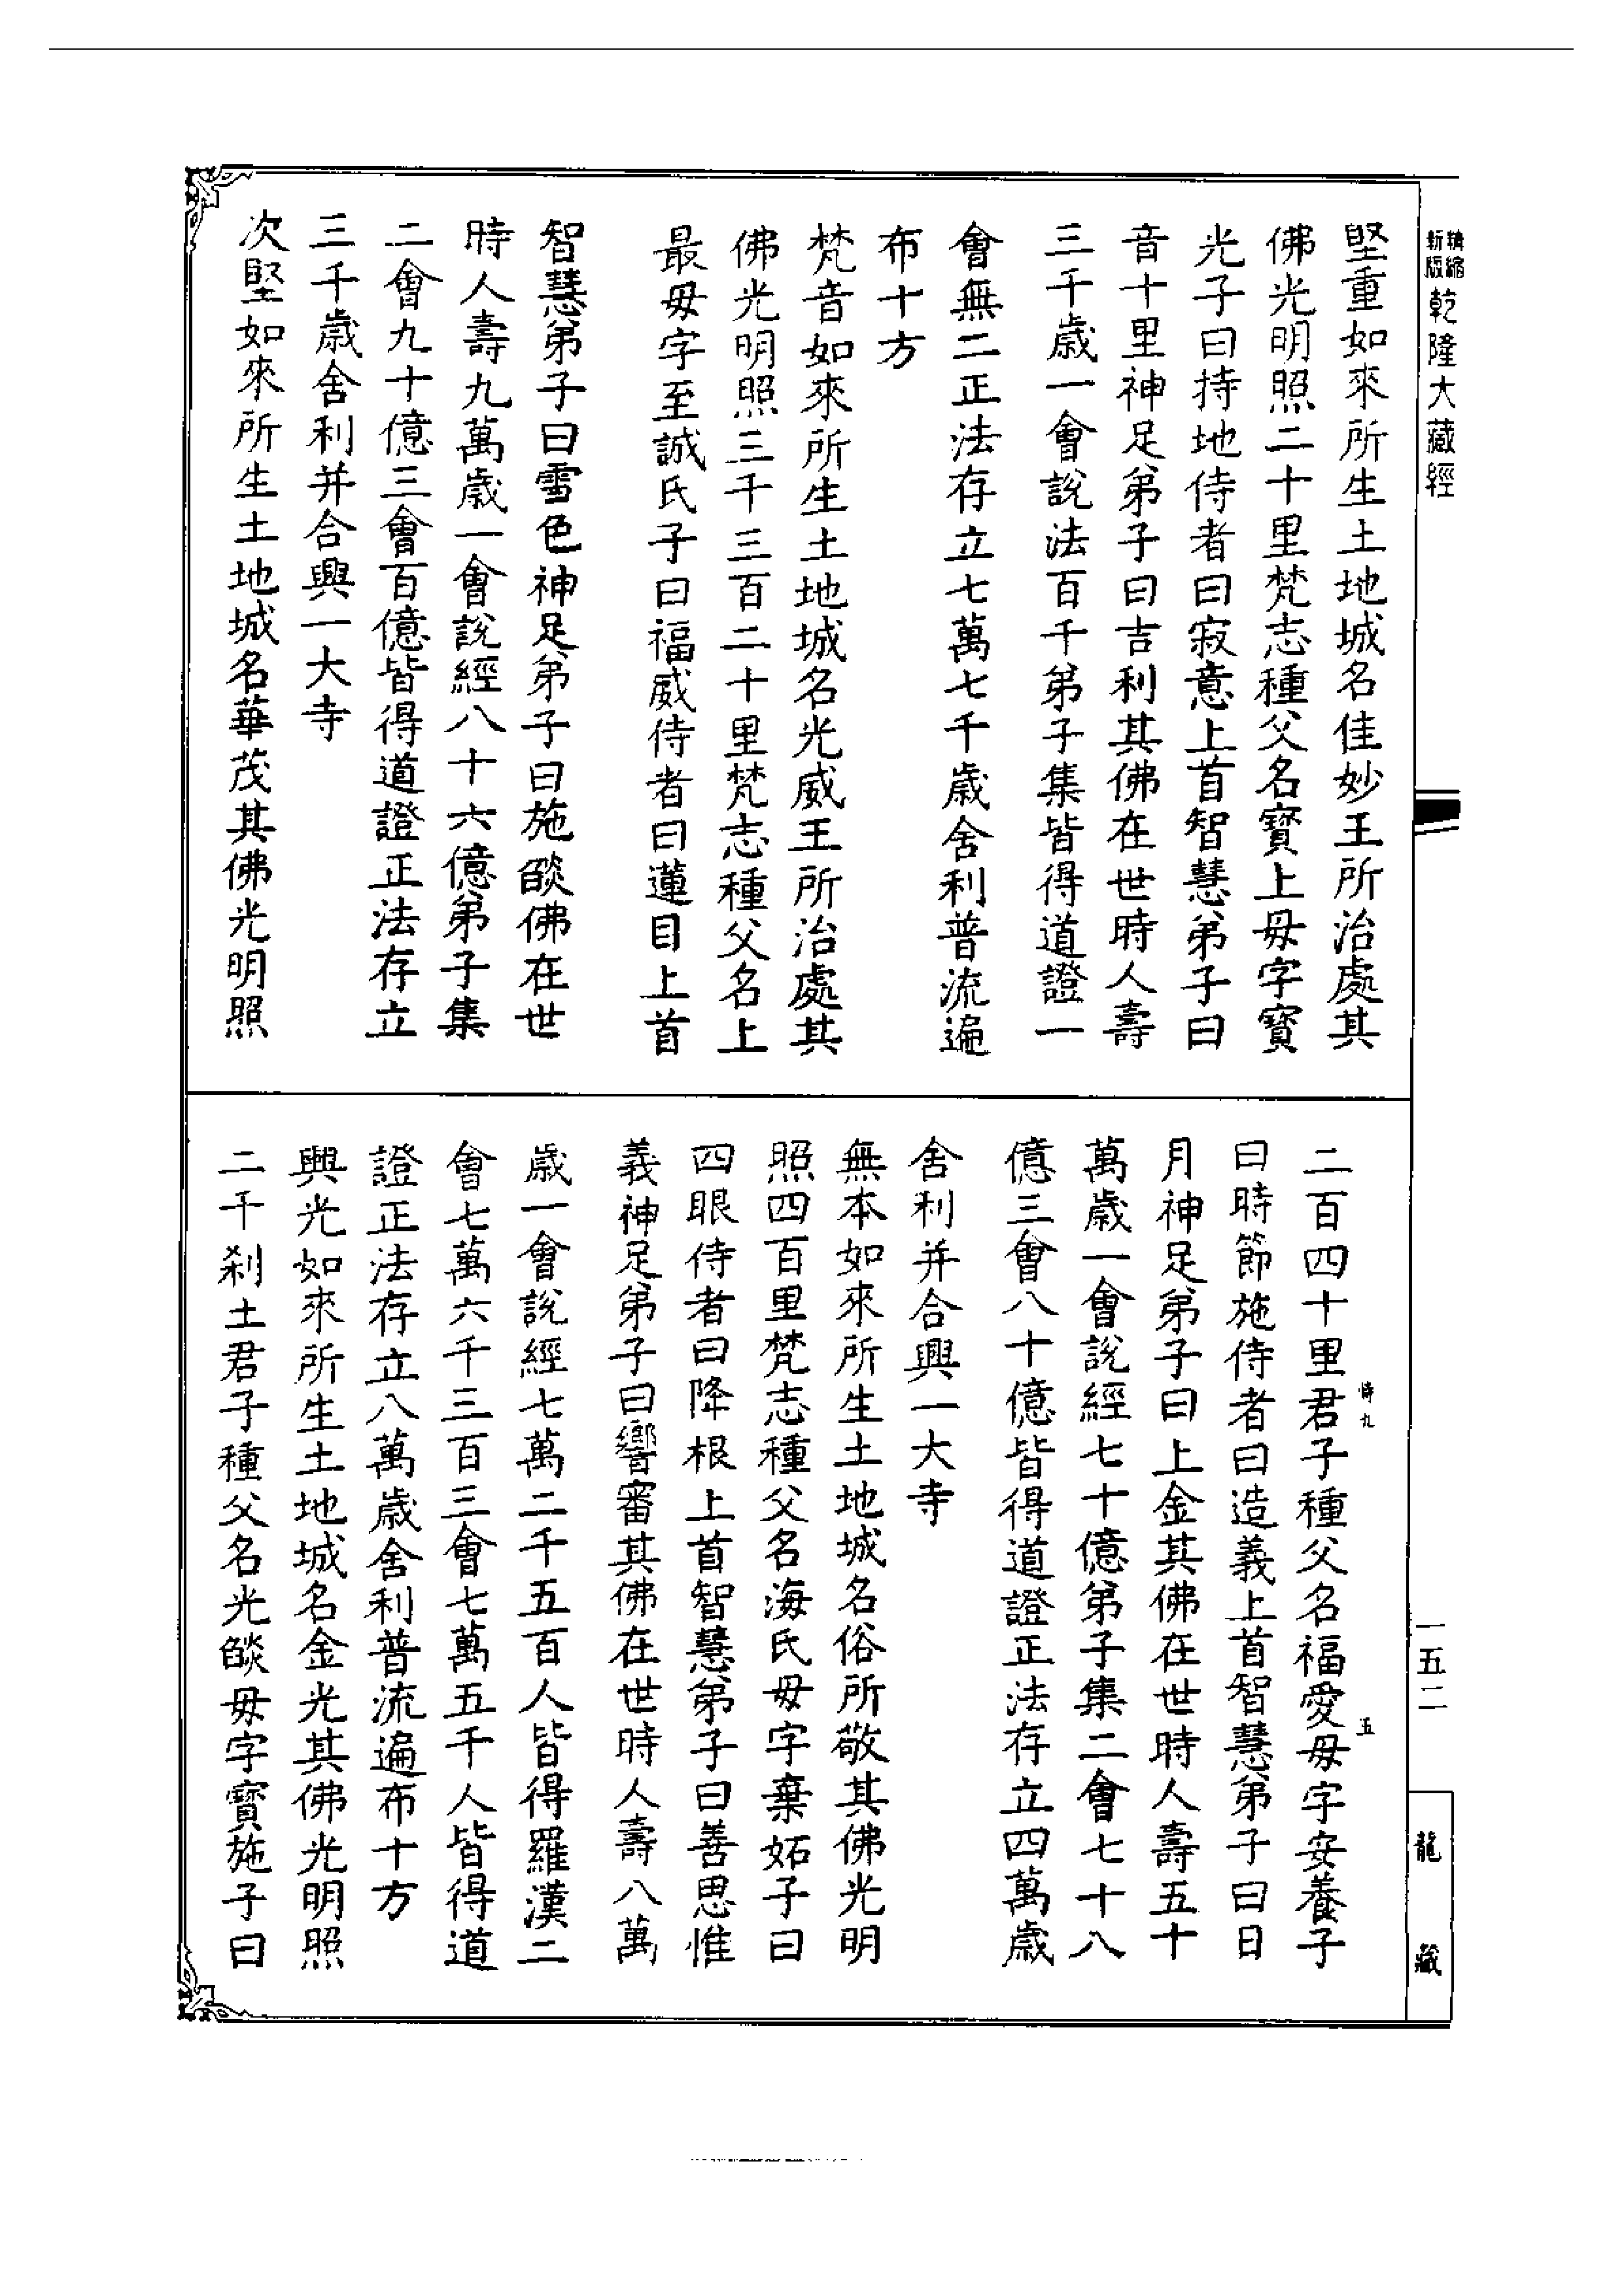 精縮新版乾隆大藏經
堅重如來所生土地城名佳妙王所治處其
佛光明照二十里梵志種父名寶上毋字寶
光子曰持地侍者曰寂意上首智慧弟子曰
音十里神足弟子曰吉利其佛在世時人壽
三千歲一會說法百千弟子集皆得道證一
會無二正法存立七萬七千歲舍利普流遍
布十方
梵音如來所生土地城名光威王所治處其
佛光明照三千三百二十里梵志種父名上
最毋字至誠氏子曰福威侍者曰蓮目上首
智慧弟子曰雪色神足弟子曰施𦦨佛在世
時人壽九萬歲一會說經八十六億弟子集
二會九十億三會百億皆得道證正法存立
三千歲舍利并合興一大寺
次堅如來所生土地城名華茂其佛光明照
二百四十里君子種父名福愛毋字安養子
曰時節施侍者曰造義上首智慧弟子曰日
月神足弟子曰上金其佛在世時人壽五十
萬歲一會說經七十億弟子集二會七十八
億三會八十億皆得道證正法存立四萬歲
舍利并合興一大寺
無本如來所生土地城名俗所敬其佛光明
照四百里梵志種父名海氏毋字棄妬子曰
四眼侍者曰降根上首智慧弟子曰善思惟
義神足弟子曰響審其佛在世時人壽八萬
歲一會說經七萬二千五百人皆得羅漢二
會七萬六千三百三會七萬五千人皆得道
證正法存立八萬歲舍利普流遍布十方
興光如來所生土地城名金光其佛光明照
二千剎土君子種父名光𦦨毋字寶施子曰
一五二
五
龍藏